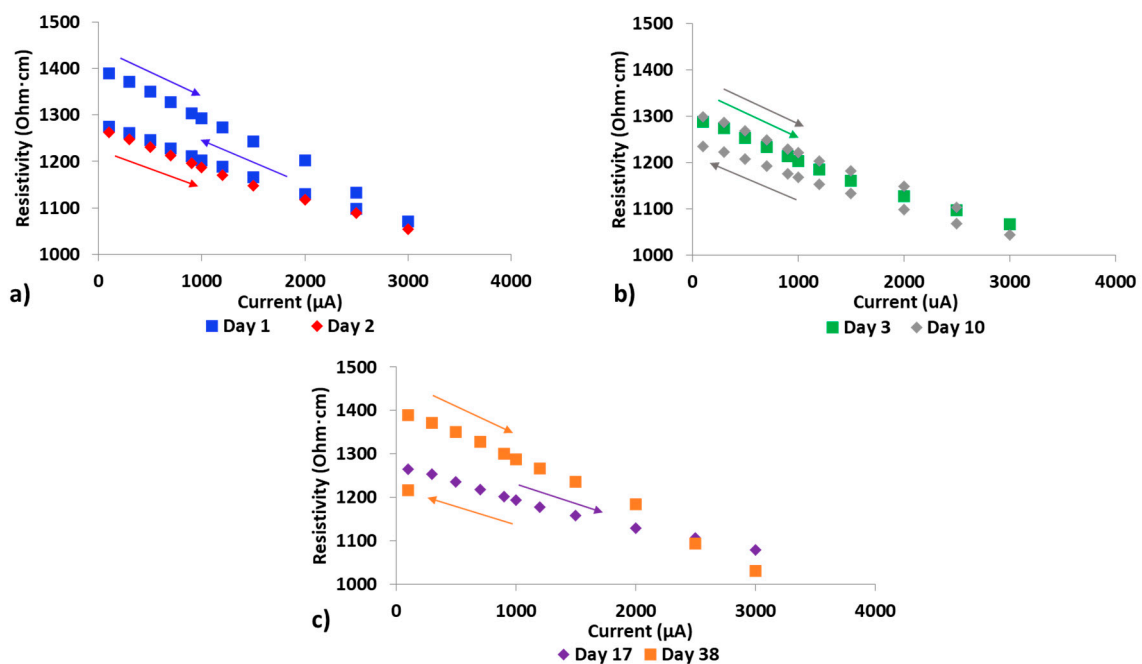 1500
1400
1300
1200
1100
1000
Resistivity (Ohm·cm)
0 1000 2000 3000 4000
Current (µA)
a)
Day 1 Day 2
1500
1400
1300
1200
1100
1000
Resistivity (Ohm·cm)
0 1000 2000 3000 4000
Current (uA)
b)
Day 3 Day 10
1500
1400
1300
1200
1100
1000
Resistivity (Ohm·cm)
0 1000 2000 3000 4000
Current (µA)
c)
Day 17 Day 38